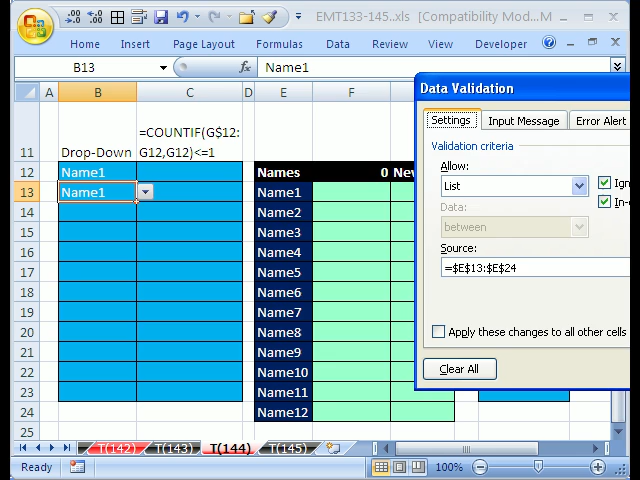 EMT133-145..xls [Compatibility Mod...M
Home Insert Page Layout Formulas Data Review View Developer
B13 fx Name1
A B C D E F
11 Drop-Down =COUNTIF(G$12:
G12,G12)<=1
12 Name1 Names 0 New
13 Name1 Name1
14 Name2
15 Name3
16 Name4
17 Name5
18 Name6
19 Name7
20 Name8
21 Name9
22 Name10
23 Name11
24 Name12
25
Data Validation
Settings Input Message Error Alert
Validation criteria
Allow:
List Ign
Data: In-
between
Source:
=$E$13:$E$24
Apply these changes to all other cells
Clear All
T(142) T(143) T(144) T(145)
Ready 100%